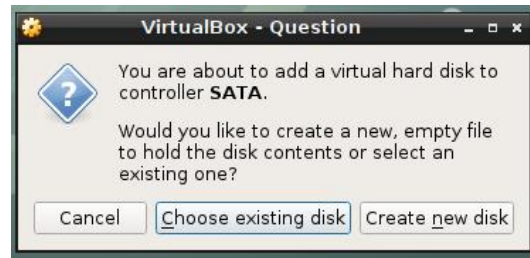 VirtualBox - Question
You are about to add a virtual hard disk to
controller SATA.
Would you like to create a new, empty file
to hold the disk contents or select an
existing one?
Cancel Choose existing disk Create new disk